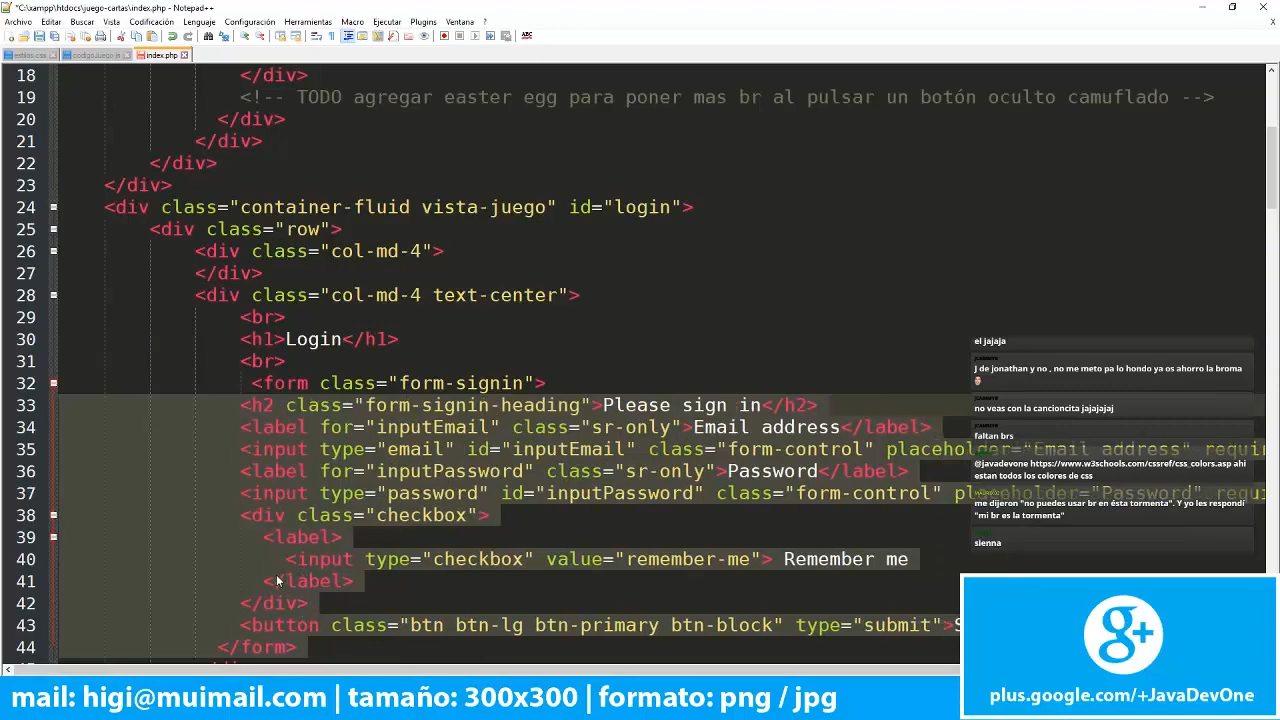 *C:\xampp\htdocs\juego-cartas\index.php - Notepad++
Archivo Editar Buscar Vista Codificación Lenguaje Configuración Herramientas Macro Ejecutar Plugins Ventana ?
estilos.css codigoJuego.js index.php
18 </div>
19 <!-- TODO agregar easter egg para poner mas br al pulsar un botón oculto camuflado -->
20 </div>
21 </div>
22 </div>
23 </div>
24 <div class="container-fluid vista-juego" id="login">
25 <div class="row">
26 <div class="col-md-4">
27 </div>
28 <div class="col-md-4 text-center">
29 <br>
30 <h1>Login</h1>
31 <br>
32 <form class="form-signin">
33 <h2 class="form-signin-heading">Please sign in</h2>
34 <label for="inputEmail" class="sr-only">Email address</label>
35 <input type="email" id="inputEmail" class="form-control" placeholder="Email address" requi
36 <label for="inputPassword" class="sr-only">Password</label>
37 <input type="password" id="inputPassword" class="form-control" placeholder="Password" requi
38 <div class="checkbox">
39 <label>
40 <input type="checkbox" value="remember-me"> Remember me
41 </label>
42 </div>
43 <button class="btn btn-lg btn-primary btn-block" type="submit">S
44 </form>
el jajaja
J de jonathan y no , no me meto pa lo hondo ya os ahorro la broma
no veas con la cancioncita jajajaj
faltan brs
@javadevone https://www.w3schools.com/cssref/css_colors.asp ahi
estan todos los colores de css
me dijeron "no puedes usar br en ésta tormenta". Y yo les respondí
"mi br es la tormenta"
sienna
g+
plus.google.com/+JavaDevOne
mail: higi@muimail.com | tamaño: 300x300 | formato: png / jpg